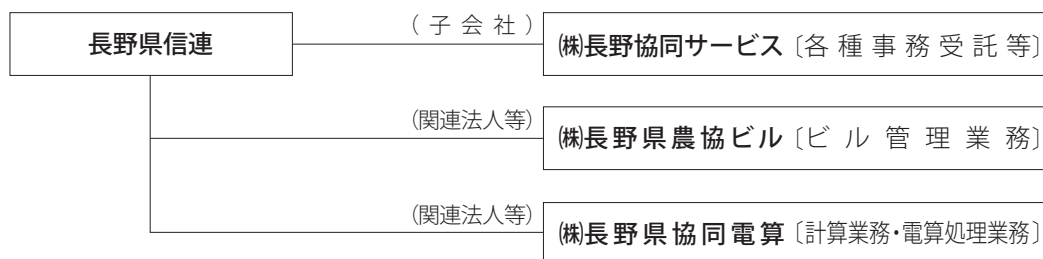 長野県信連
（子会社）
㈱長野協同サービス〔各種事務受託等〕
(関連法人等)
㈱長野県農協ビル〔ビル管理業務〕
(関連法人等)
㈱長野県協同電算〔計算業務・電算処理業務〕